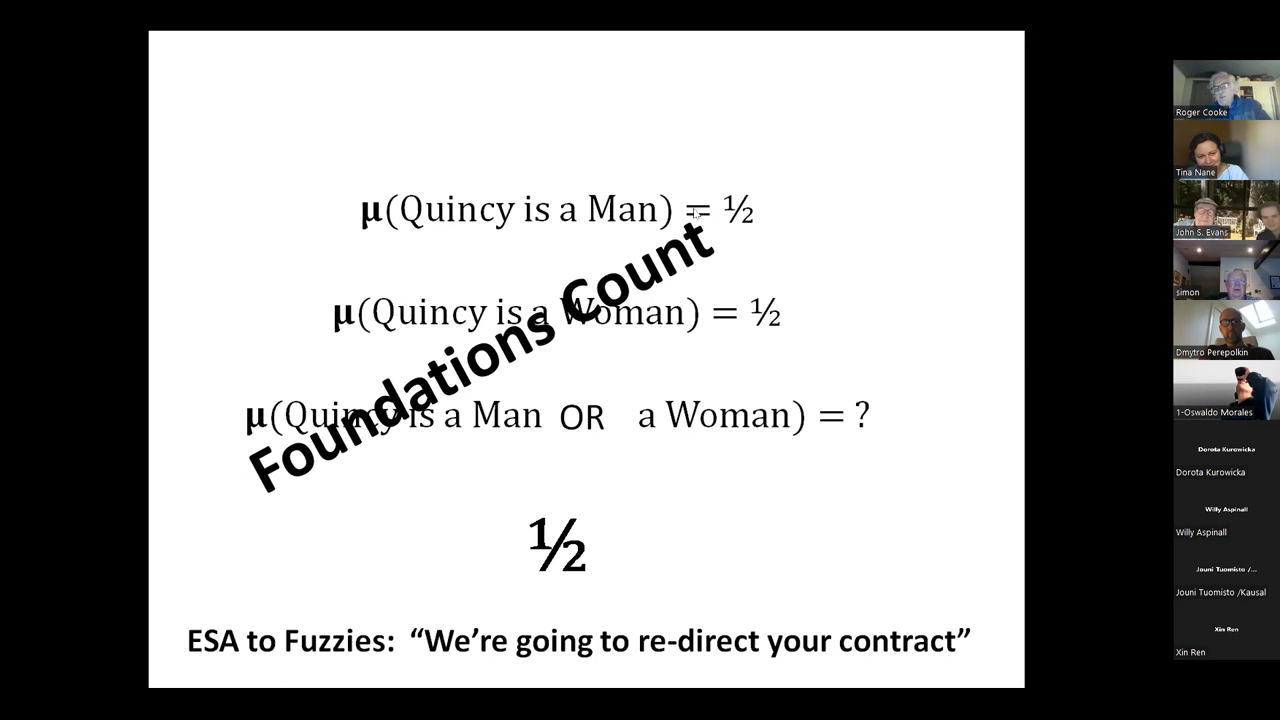 μ(Quincy is a Man) = ½
μ(Quincy is a Woman) = ½
μ(Quincy is a Man OR a Woman) = ?
Foundations Count
½
ESA to Fuzzies: “We’re going to re-direct your contract”
Roger Cooke
Tina Nane
John S. Evans
simon
Dmytro Perepolkin
1-Oswaldo Morales
Dorota Kurowicka
Dorota Kurowicka
Willy Aspinall
Willy Aspinall
Jouni Tuomisto /...
Jouni Tuomisto /Kausal
Xin Ren
Xin Ren